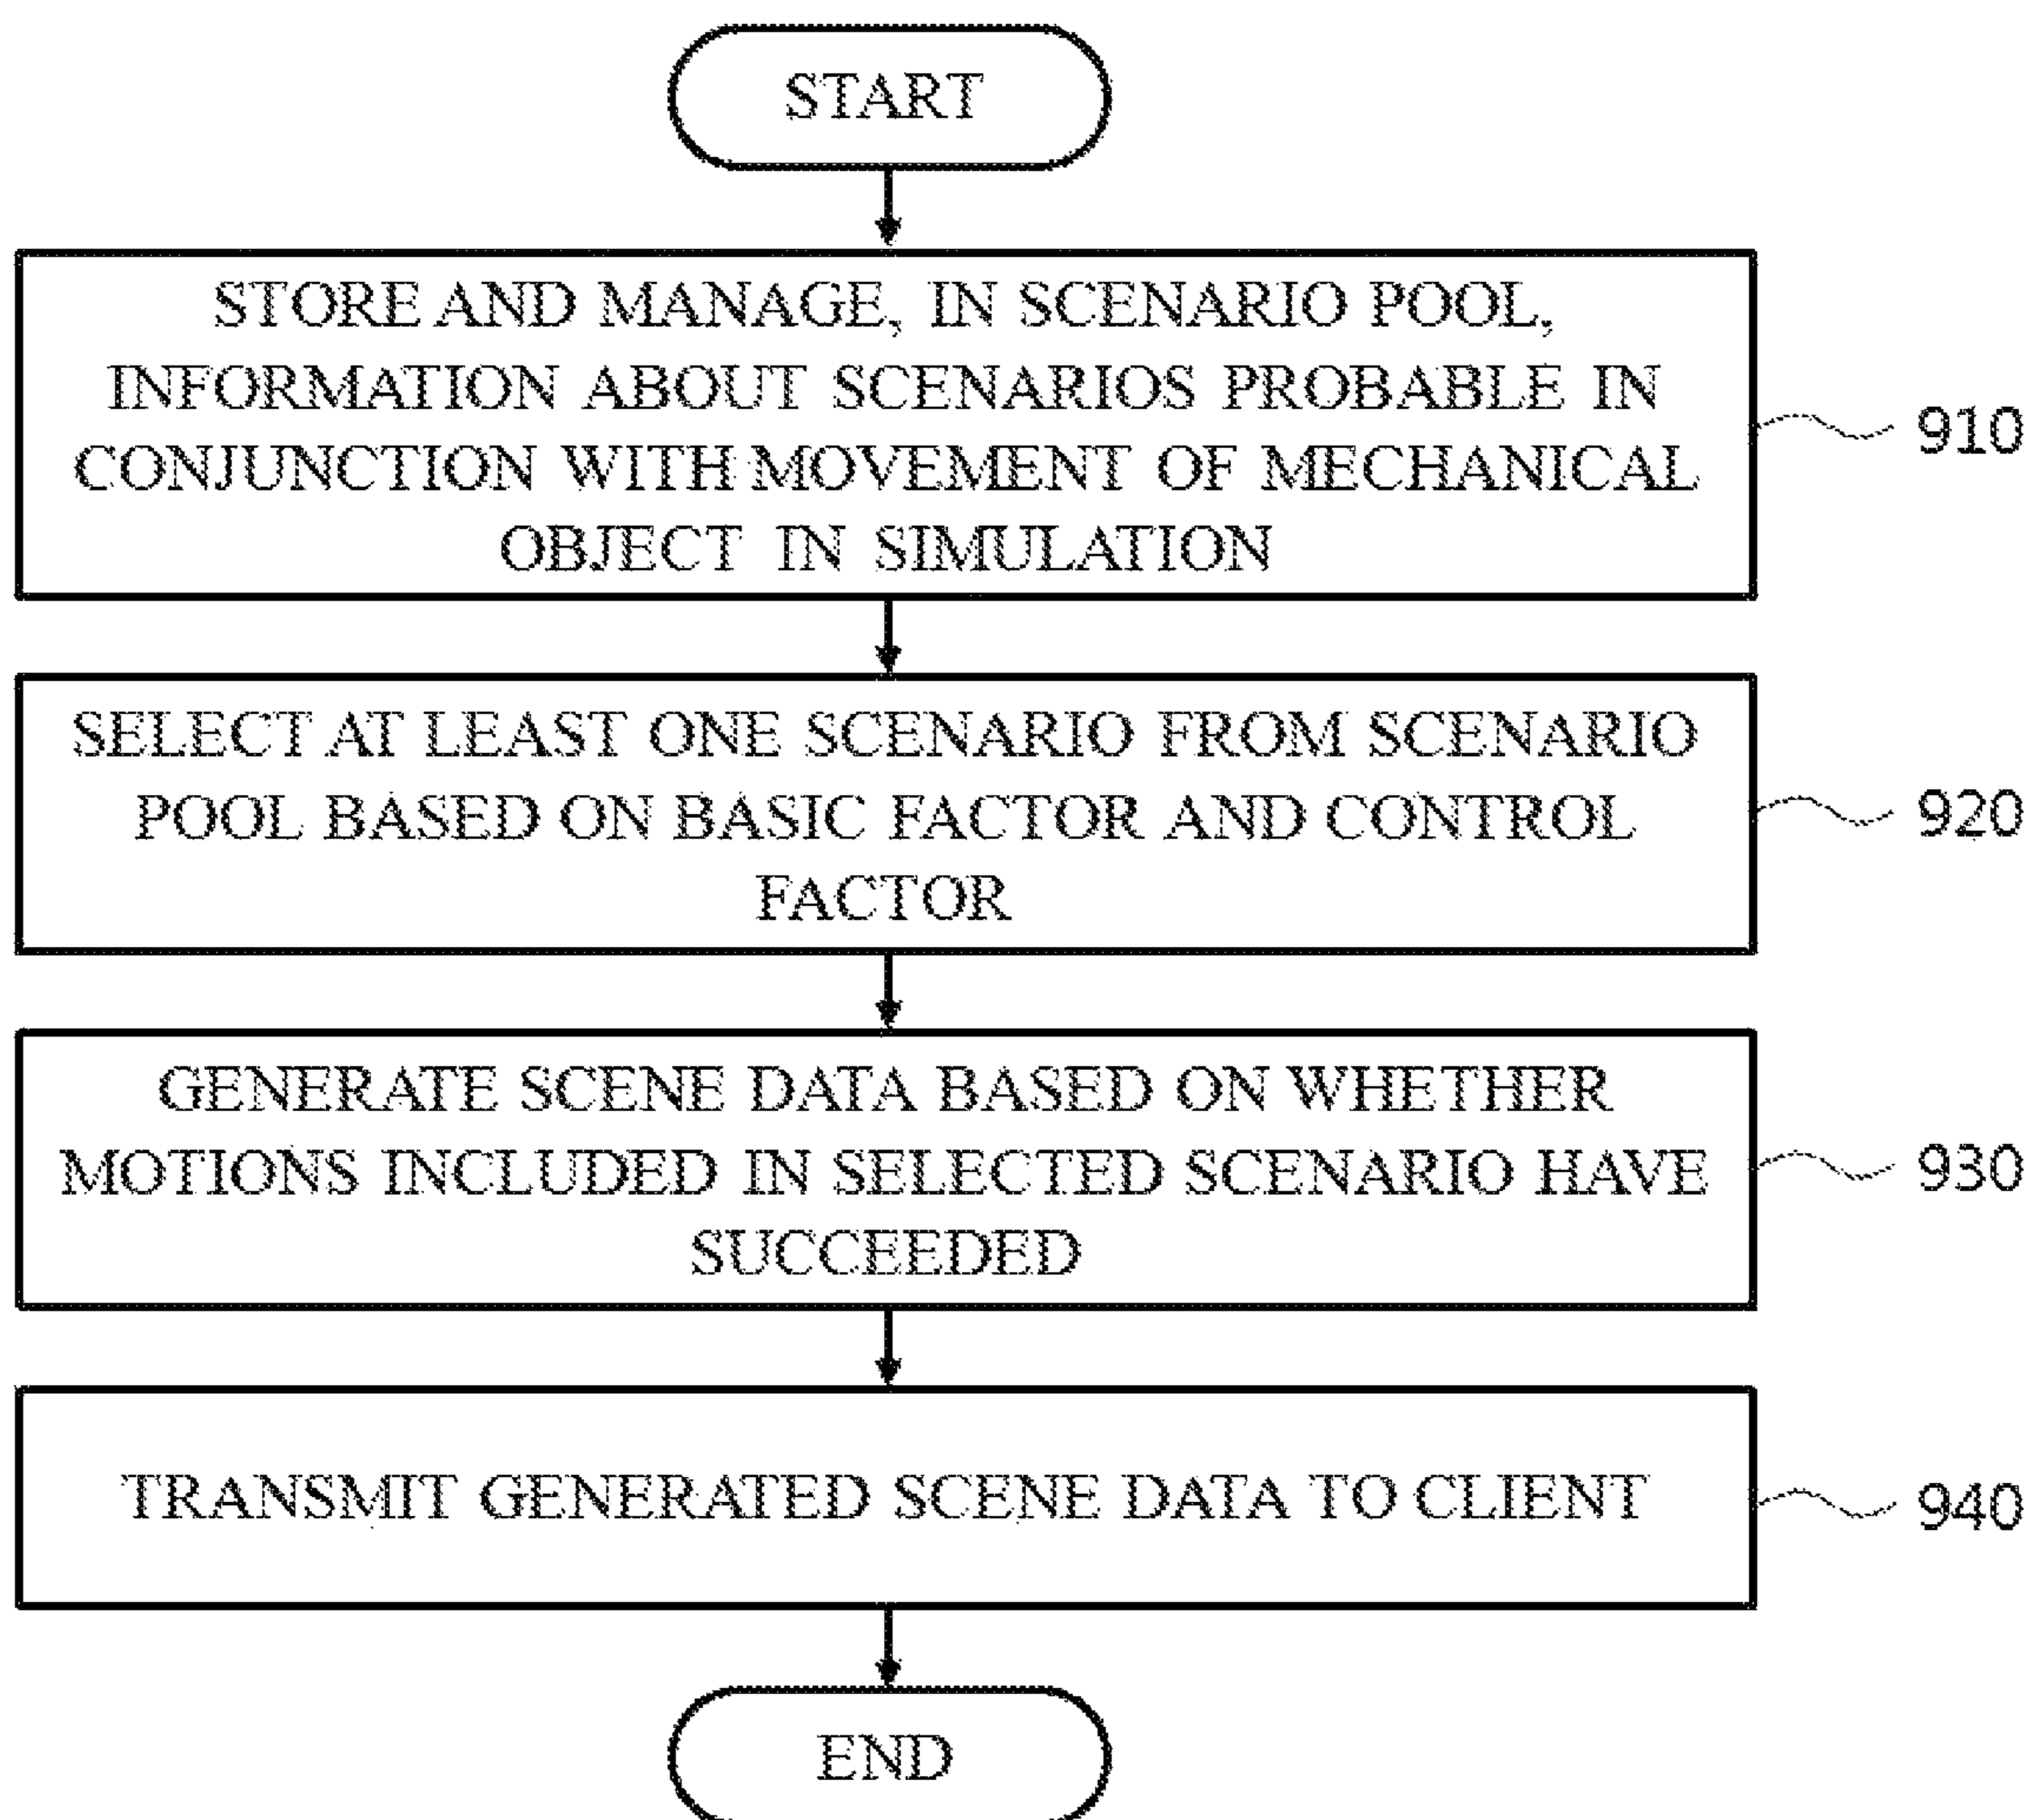 START
STORE AND MANAGE, IN SCENARIO POOL,
INFORMATION ABOUT SCENARIOS PROBABLE IN
CONJUNCTION WITH MOVEMENT OF MECHANICAL
OBJECT IN SIMULATION
910
SELECT AT LEAST ONE SCENARIO FROM SCENARIO
POOL BASED ON BASIC FACTOR AND CONTROL
FACTOR
920
GENERATE SCENE DATA BASED ON WHETHER
MOTIONS INCLUDED IN SELECTED SCENARIO HAVE
SUCCEEDED
930
TRANSMIT GENERATED SCENE DATA TO CLIENT
940
END